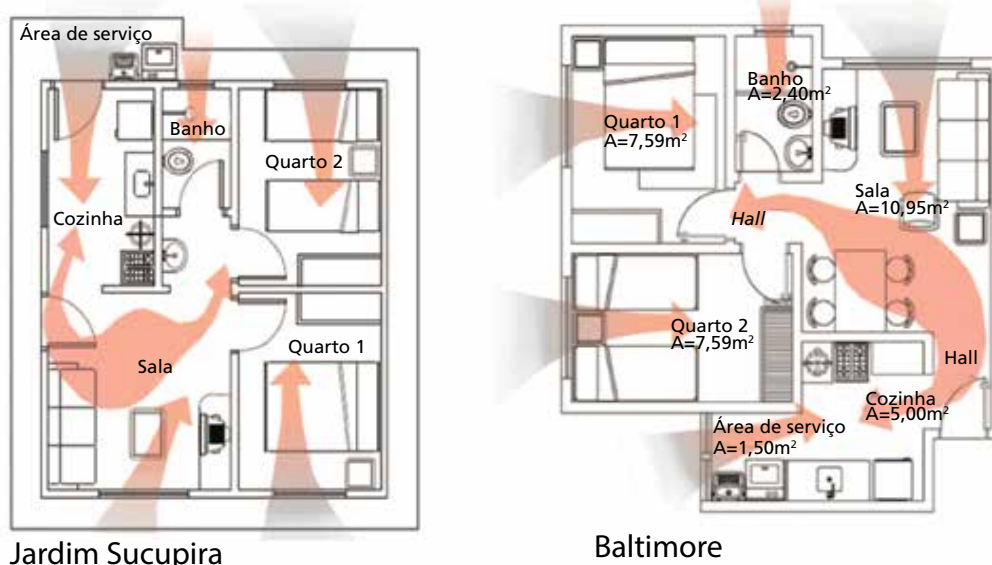 Área de serviço
Banho
Quarto 2
Cozinha
Sala
Quarto 1
Jardim Sucupira
Banho
A=2,40m²
Quarto 1
A=7,59m²
Sala
A=10,95m²
Hall
Quarto 2
A=7,59m²
Hall
Cozinha
A=5,00m²
Área de serviço
A=1,50m²
Baltimore